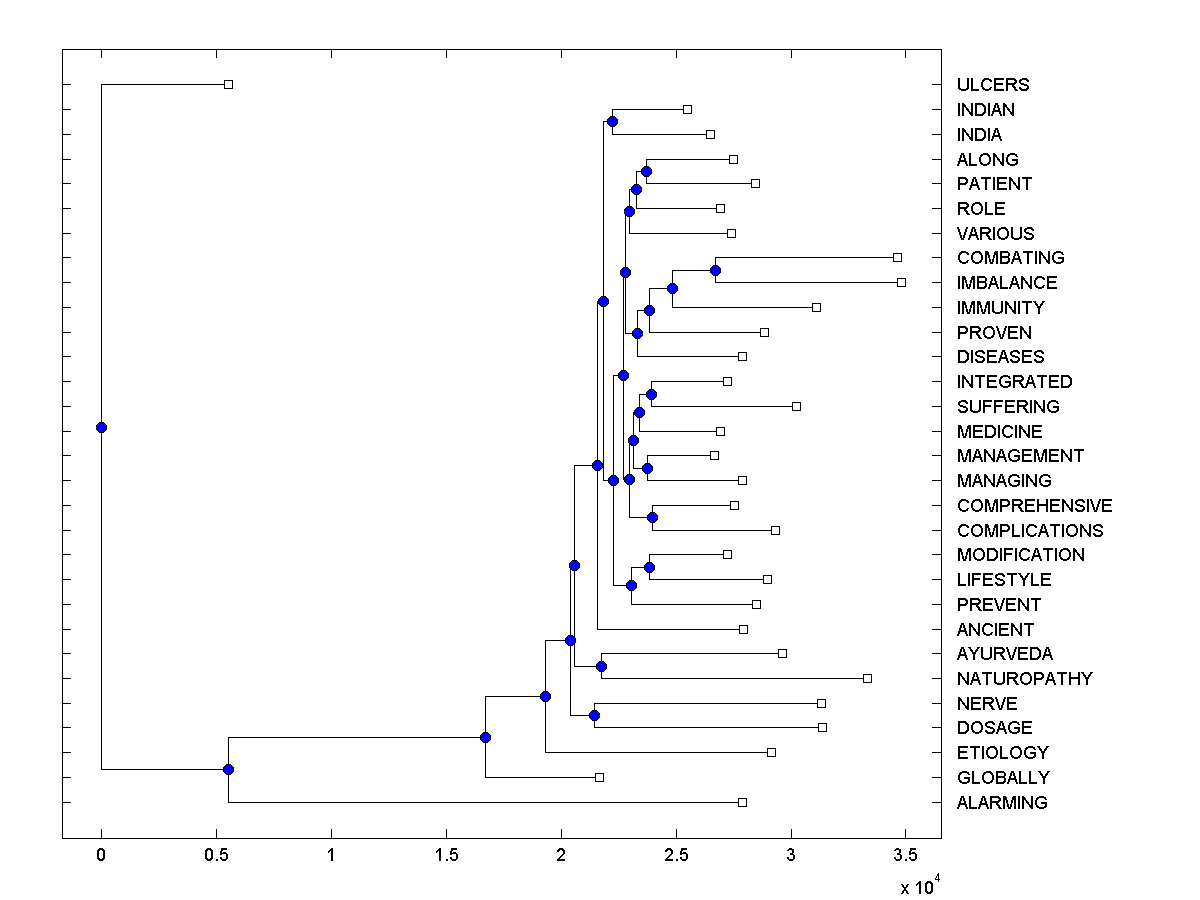 ULCERS
INDIAN
INDIA
ALONG
PATIENT
ROLE
VARIOUS
COMBATING
IMBALANCE
IMMUNITY
PROVEN
DISEASES
INTEGRATED
SUFFERING
MEDICINE
MANAGEMENT
MANAGING
COMPREHENSIVE
COMPLICATIONS
MODIFICATION
LIFESTYLE
PREVENT
ANCIENT
AYURVEDA
NATUROPATHY
NERVE
DOSAGE
ETIOLOGY
GLOBALLY
ALARMING
0 0.5 1 1.5 2 2.5 3 3.5
x 10^4